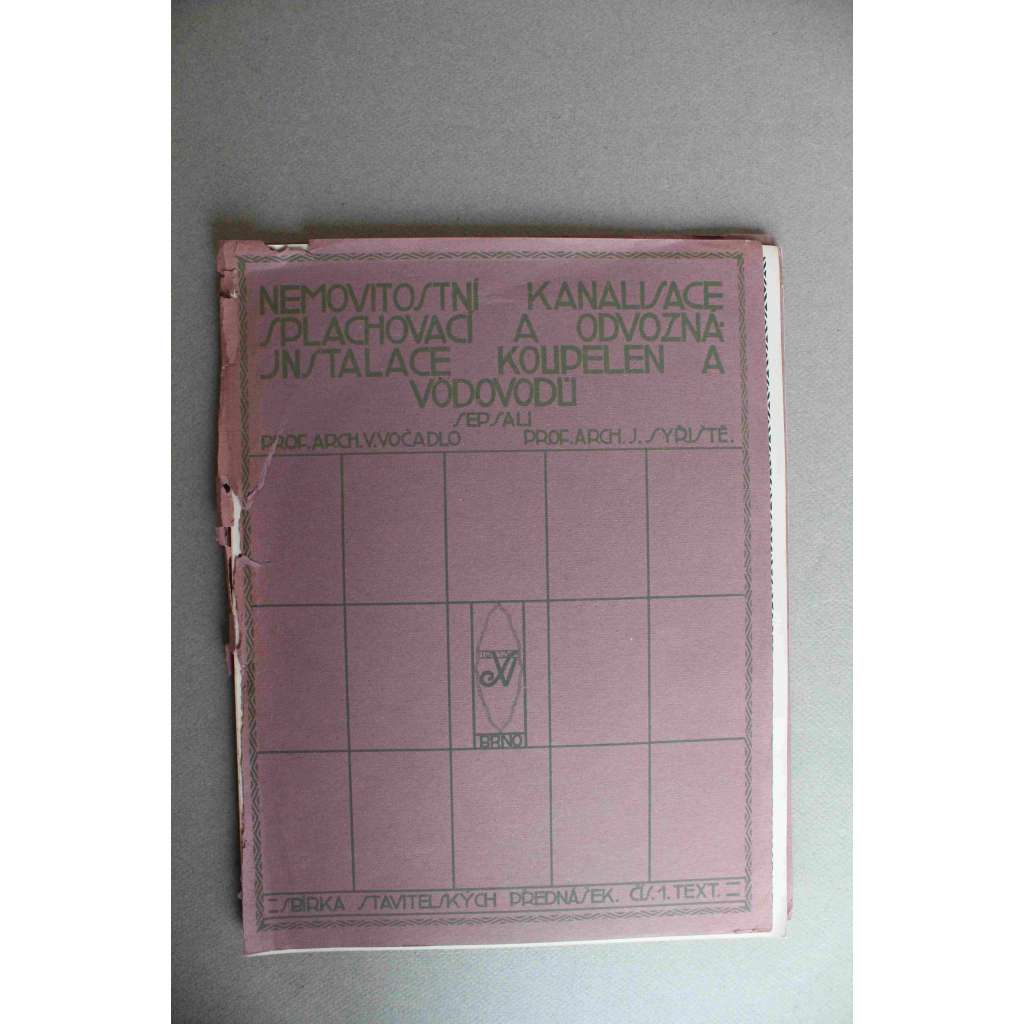 NEMOVITOSTNÍ KANALISACE
SPLACHOVACÍ A ODVOZNÁ:
JNSTALACE KOUPELEN A
VODOVODŮ
SEPSALI
PROF. ARCH. V. VOČADLO PROF. ARCH. J. SYŘIŠTĚ.
BRNO
SBÍRKA STAVITELSKÝCH PŘEDNÁŠEK. ČÍS. 1. TEXT.